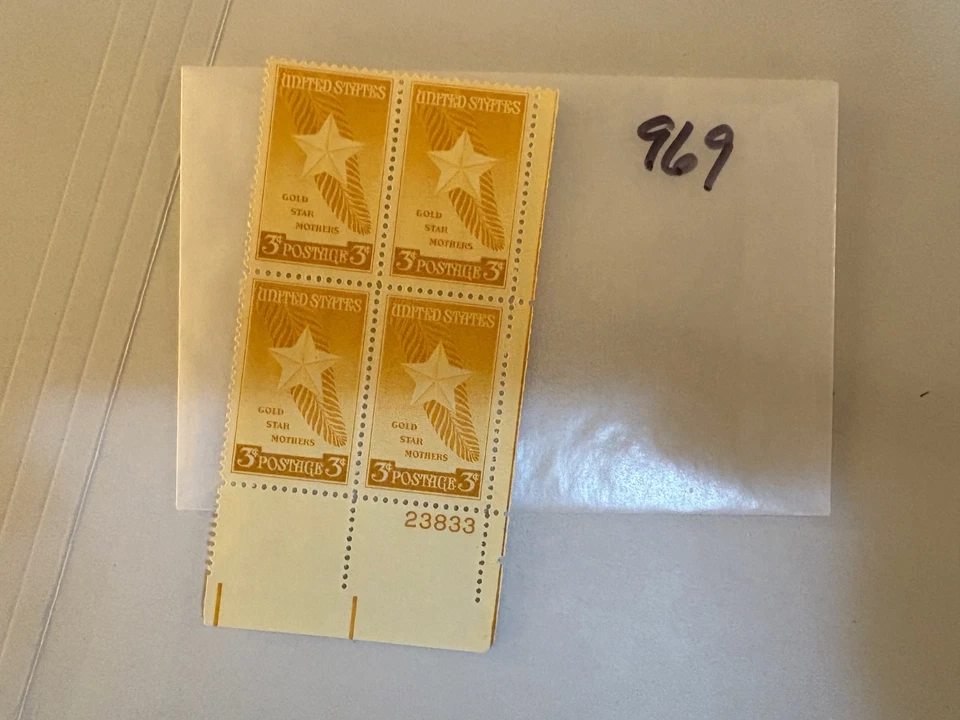 UNITED STATES
GOLD
STAR
MOTHERS
3¢ POSTAGE 3¢
UNITED STATES
GOLD
STAR
MOTHERS
3¢ POSTAGE 3¢
969
UNITED STATES
GOLD
STAR
MOTHERS
3¢ POSTAGE 3¢
UNITED STATES
GOLD
STAR
MOTHERS
3¢ POSTAGE 3¢
23833